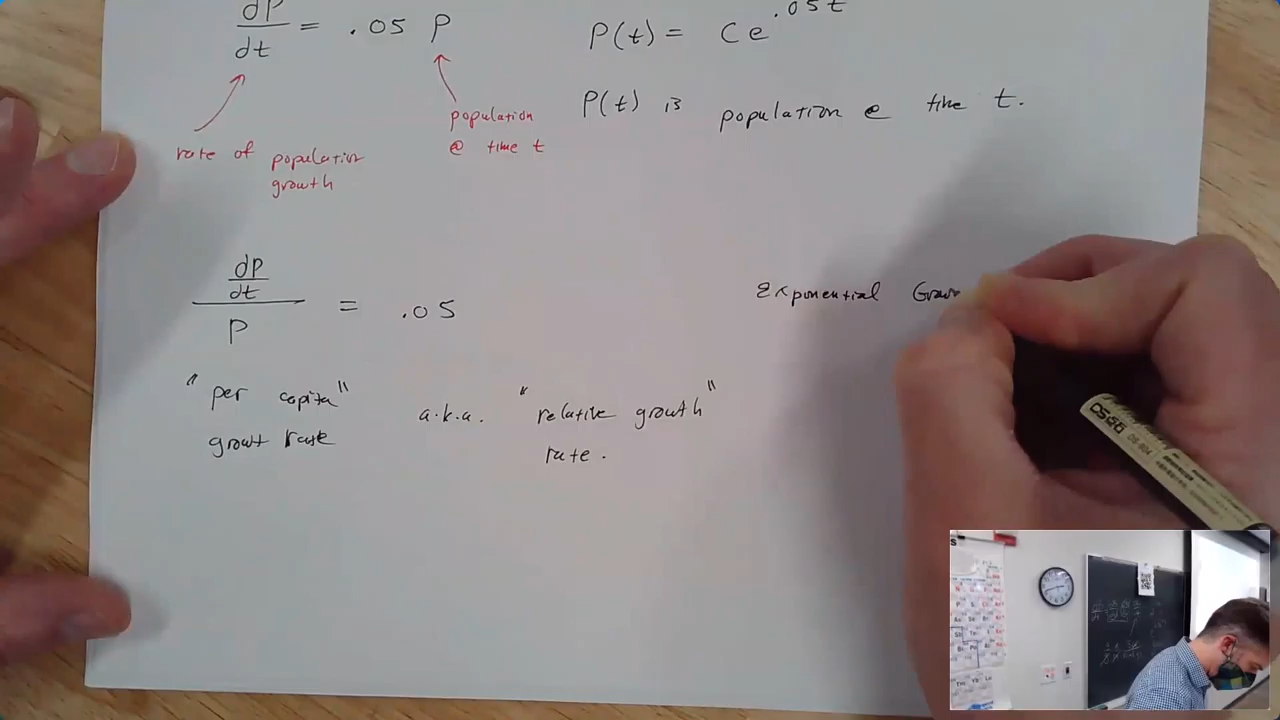 dP/dt = .05 P
P(t) = Ce^.05t
rate of population growth
population @ time t
P(t) is population @ time t.
dP/dt / P = .05
Exponential Grow
"per capita"
growt rate
a.k.a.
"relative growth"
rate.